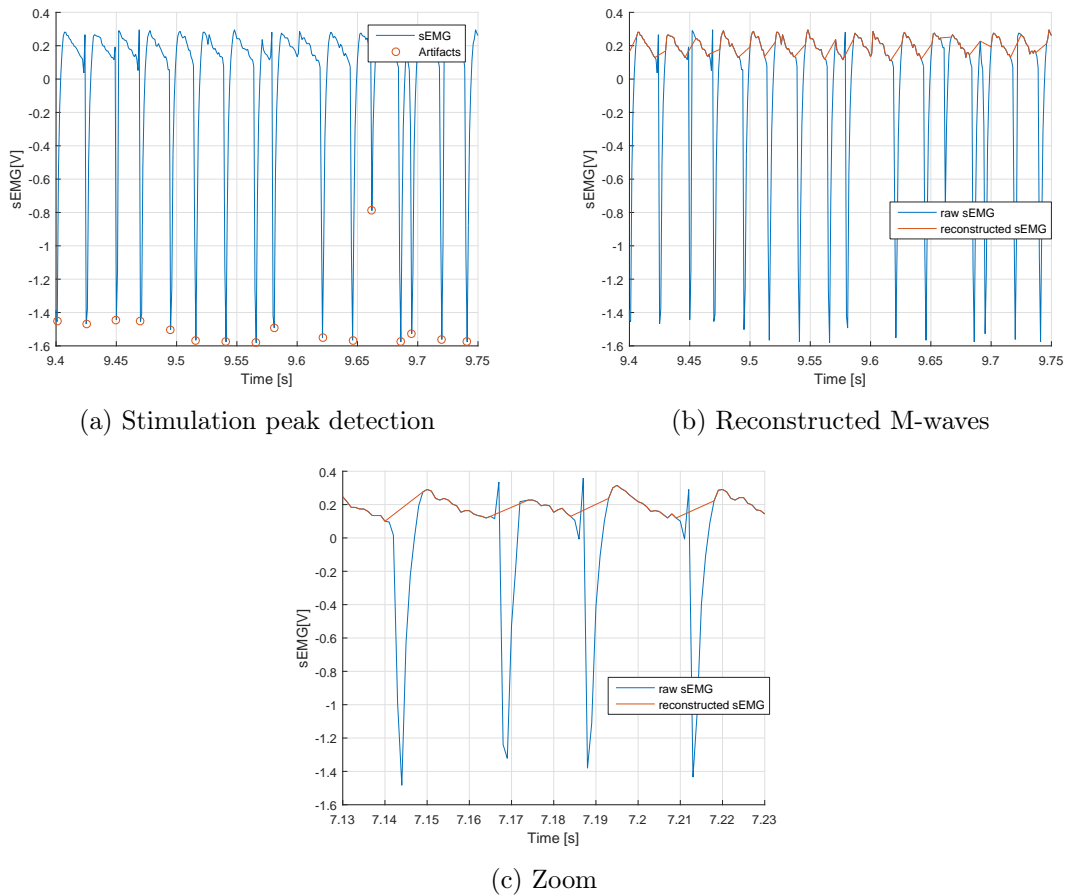 0.4
0.2
0
-0.2
-0.4
-0.6
-0.8
-1
-1.2
-1.4
-1.6
sEMG[V]
sEMG
Artifacts
9.4 9.45 9.5 9.55 9.6 9.65 9.7 9.75
Time [s]
(a) Stimulation peak detection
0.4
0.2
0
-0.2
-0.4
-0.6
-0.8
-1
-1.2
-1.4
-1.6
sEMG[V]
raw sEMG
reconstructed sEMG
9.4 9.45 9.5 9.55 9.6 9.65 9.7 9.75
Time [s]
(b) Reconstructed M-waves
0.4
0.2
0
-0.2
-0.4
-0.6
-0.8
-1
-1.2
-1.4
-1.6
sEMG[V]
raw sEMG
reconstructed sEMG
7.13 7.14 7.15 7.16 7.17 7.18 7.19 7.2 7.21 7.22 7.23
Time [s]
(c) Zoom